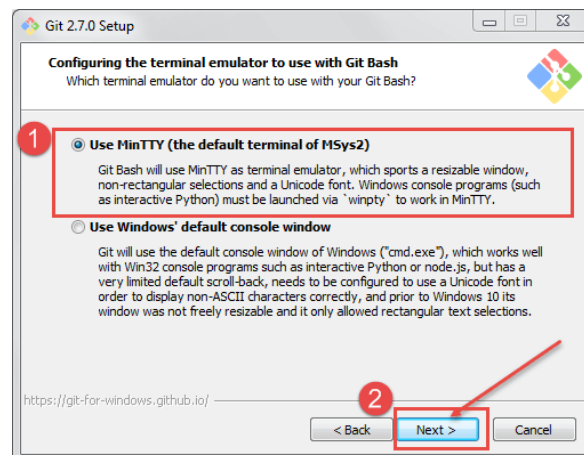 Git 2.7.0 Setup
Configuring the terminal emulator to use with Git Bash
Which terminal emulator do you want to use with your Git Bash?
1
Use MinTTY (the default terminal of MSys2)
Git Bash will use MinTTY as terminal emulator, which sports a resizable window,
non-rectangular selections and a Unicode font. Windows console programs (such
as interactive Python) must be launched via `winpty` to work in MinTTY.
Use Windows' default console window
Git will use the default console window of Windows ("cmd.exe"), which works well
with Win32 console programs such as interactive Python or node.js, but has a
very limited default scroll-back, needs to be configured to use a Unicode font in
order to display non-ASCII characters correctly, and prior to Windows 10 its
window was not freely resizable and it only allowed rectangular text selections.
https://git-for-windows.github.io/
2
< Back
Next >
Cancel